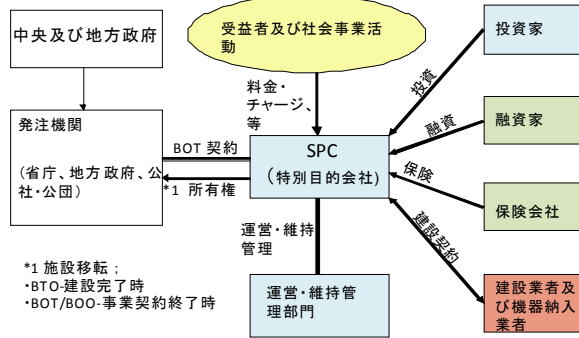 中央及び地方政府
受益者及び社会事業活
動
投資家
発注機関
(省庁、地方政府、公
社・公団)
料金・
チャージ、
等
投資
融資
融資家
BOT 契約
*1 所有権
SPC
(特別目的会社)
保険
保険会社
運営・維持
管理
建設契約
*1 施設移転 ;
・BTO-建設完了時
・BOT/BOO-事業契約終了時
運営・維持管
理部門
建設業者及
び機器納入
業者